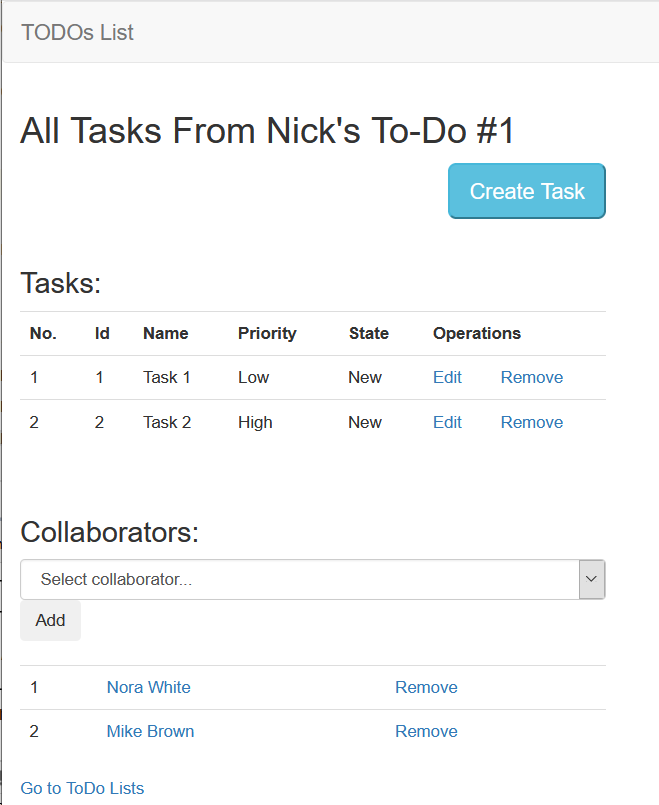 TODOs List
All Tasks From Nick's To-Do #1
Create Task
Tasks:
No. Id Name Priority State Operations
1 1 Task 1 Low New Edit Remove
2 2 Task 2 High New Edit Remove
Collaborators:
Select collaborator...
Add
1 Nora White Remove
2 Mike Brown Remove
Go to ToDo Lists